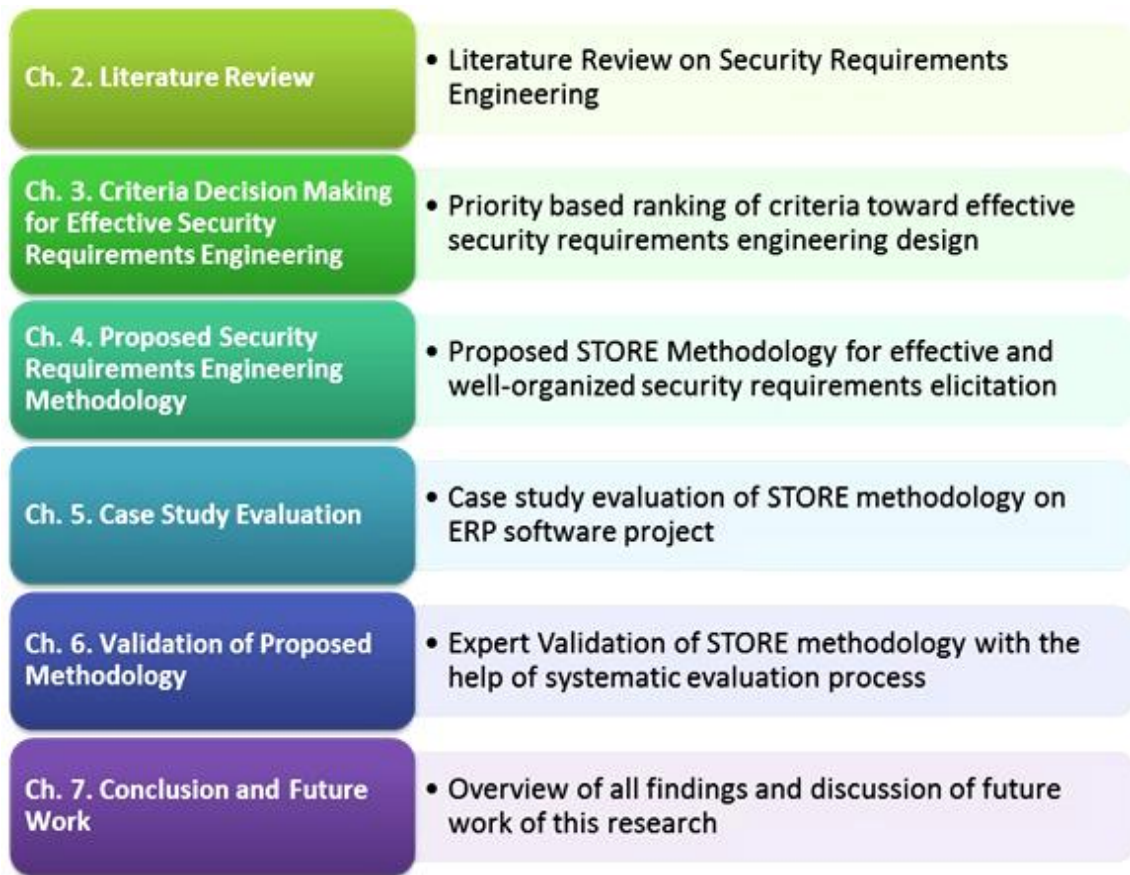 Ch. 2. Literature Review
• Literature Review on Security Requirements
Engineering
Ch. 3. Criteria Decision Making
for Effective Security
Requirements Engineering
• Priority based ranking of criteria toward effective
security requirements engineering design
Ch. 4. Proposed Security
Requirements Engineering
Methodology
• Proposed STORE Methodology for effective and
well-organized security requirements elicitation
Ch. 5. Case Study Evaluation
• Case study evaluation of STORE methodology on
ERP software project
Ch. 6. Validation of Proposed
Methodology
• Expert Validation of STORE methodology with the
help of systematic evaluation process
Ch. 7. Conclusion and Future
Work
• Overview of all findings and discussion of future
work of this research